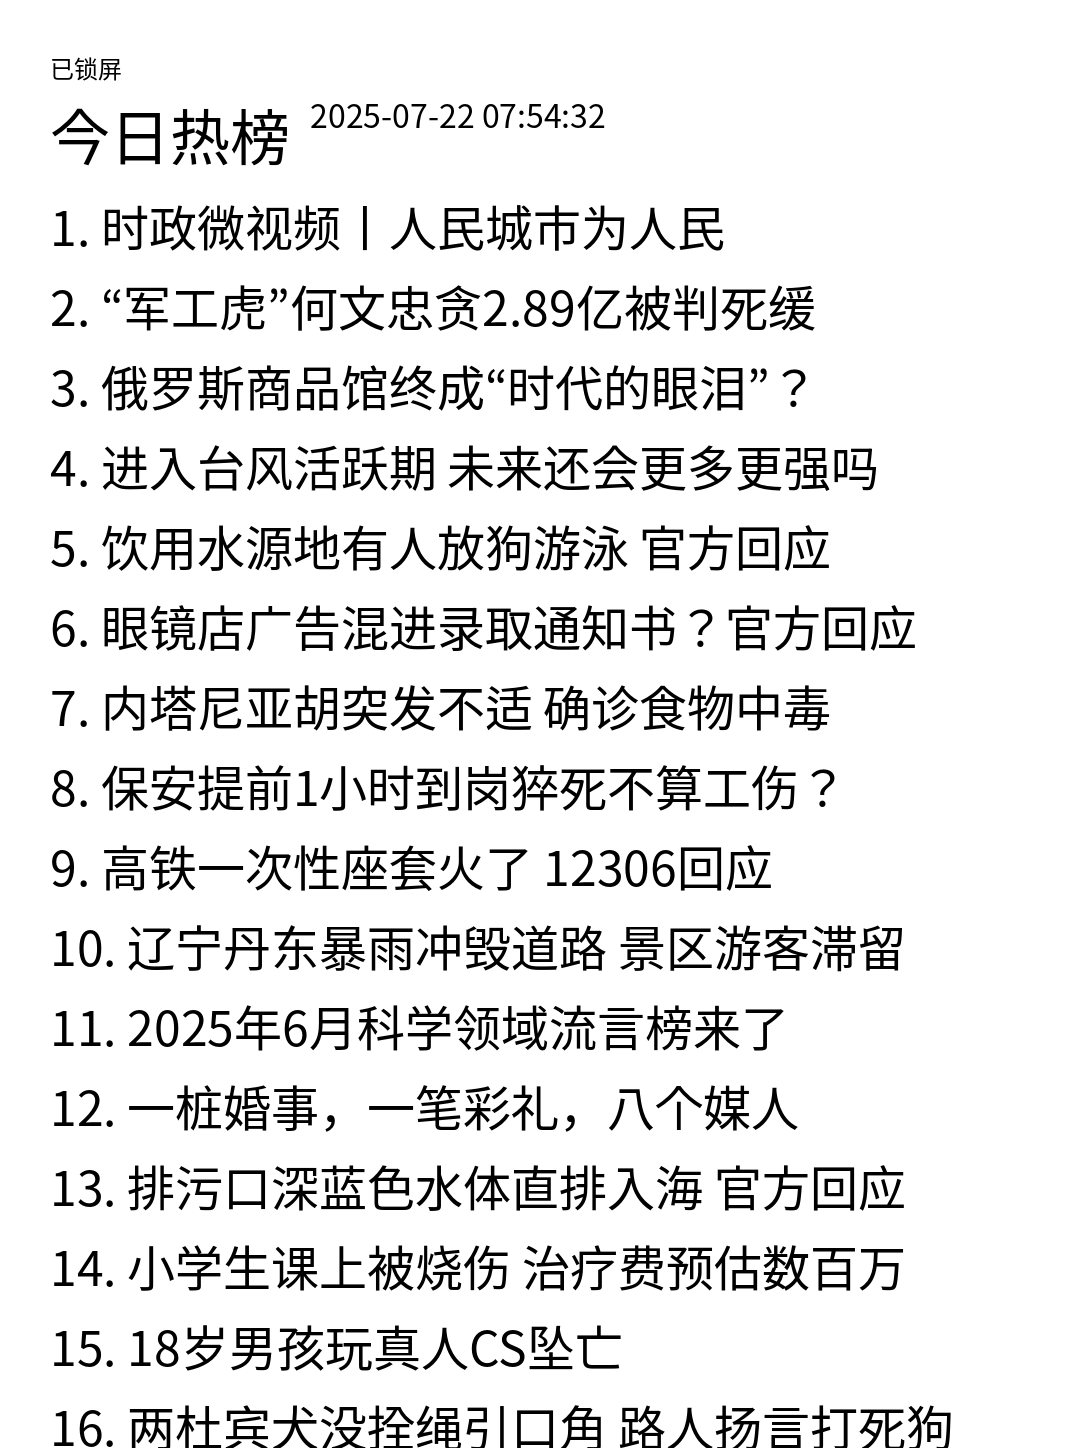 已锁屏
今日热榜 2025-07-22 07:54:32
1. 时政微视频丨人民城市为人民
2. “军工虎”何文忠贪2.89亿被判死缓
3. 俄罗斯商品馆终成“时代的眼泪”？
4. 进入台风活跃期 未来还会更多更强吗
5. 饮用水源地有人放狗游泳 官方回应
6. 眼镜店广告混进录取通知书？官方回应
7. 内塔尼亚胡突发不适 确诊食物中毒
8. 保安提前1小时到岗猝死不算工伤？
9. 高铁一次性座套火了 12306回应
10. 辽宁丹东暴雨冲毁道路 景区游客滞留
11. 2025年6月科学领域流言榜来了
12. 一桩婚事，一笔彩礼，八个媒人
13. 排污口深蓝色水体直排入海 官方回应
14. 小学生课上被烧伤 治疗费预估数百万
15. 18岁男孩玩真人CS坠亡
16. 两杜宾犬没拴绳引口角 路人扬言打死狗